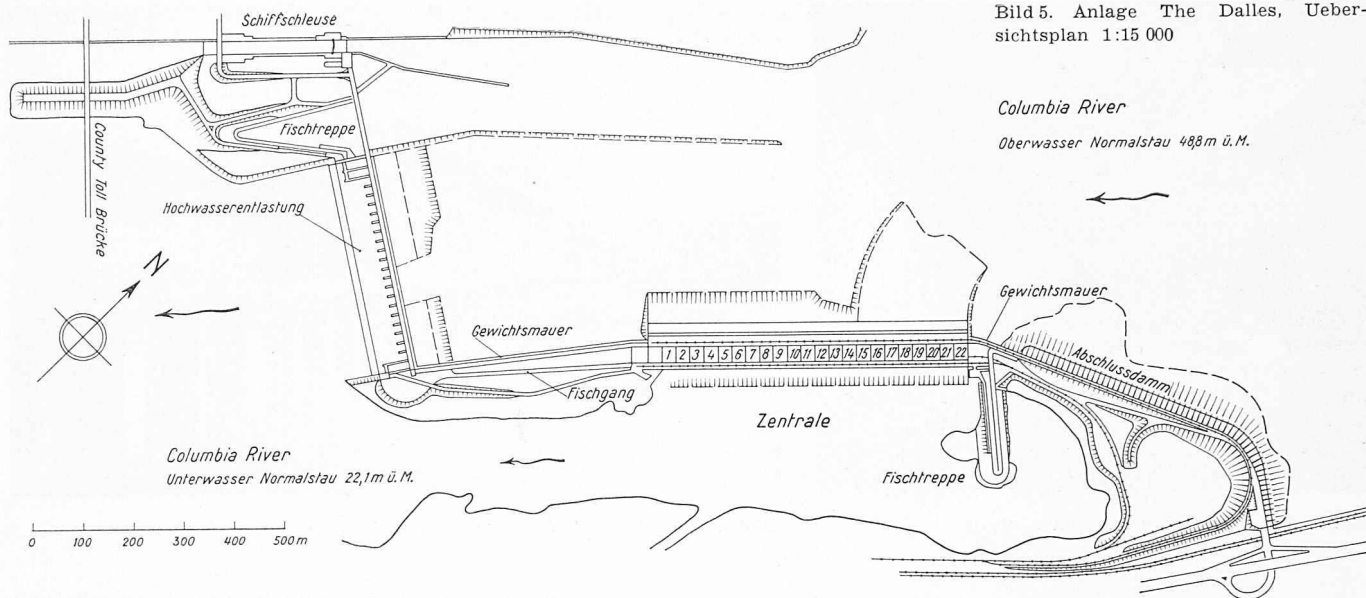 Bild 5. Anlage The Dalles, Ueber-
sichtsplan 1:15 000
Schiffschleuse
Columbia River
Oberwasser Normalstau 48,8 m ü. M.
Fischtreppe
County Toll Brücke
Hochwasserentlastung
N
Gewichtsmauer
Gewichtsmauer
1 2 3 4 5 6 7 8 9 10 11 12 13 14 15 16 17 18 19 20 21 22
Abschlussdamm
Fischgang
Zentrale
Columbia River
Unterwasser Normalstau 22,1 m ü. M.
Fischtreppe
0 100 200 300 400 500 m